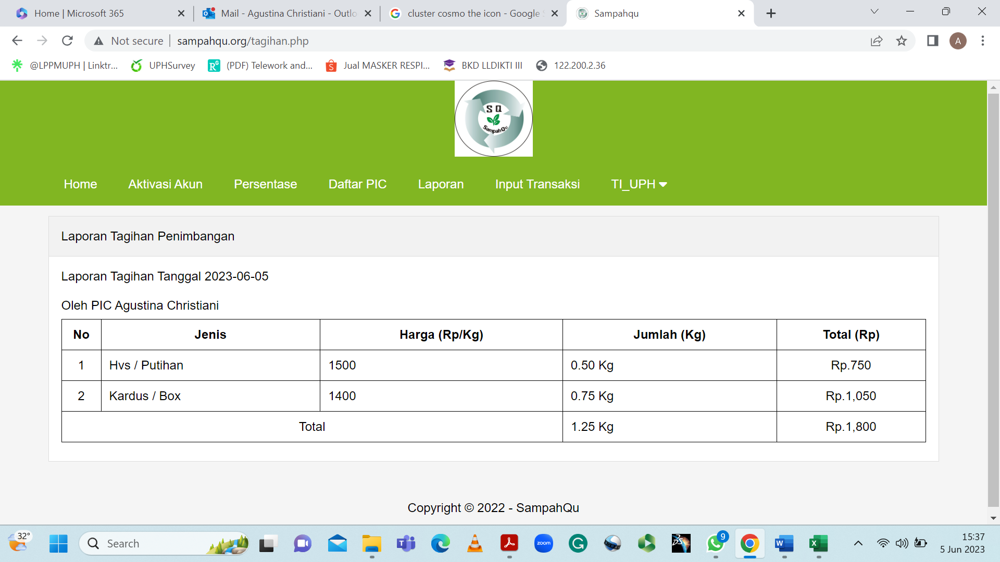 Home | Microsoft 365
Mail - Agustina Christiani - Outlo
cluster cosmo the icon - Google
Sampahqu
Not secure
sampahqu.org/tagihan.php
A
@LPPMUPH | Linktr...
UPHSurvey
(PDF) Telework and...
Jual MASKER RESPI...
BKD LLDIKTI III
122.200.2.36
S Q
SampahQu
Home
Aktivasi Akun
Persentase
Daftar PIC
Laporan
Input Transaksi
TI_UPH
Laporan Tagihan Penimbangan
Laporan Tagihan Tanggal 2023-06-05
Oleh PIC Agustina Christiani
No Jenis Harga (Rp/Kg) Jumlah (Kg) Total (Rp)
1 Hvs / Putihan 1500 0.50 Kg Rp.750
2 Kardus / Box 1400 0.75 Kg Rp.1,050
Total 1.25 Kg Rp.1,800
Copyright © 2022 - SampahQu
32°
Search
zoom
9
15:37
5 Jun 2023